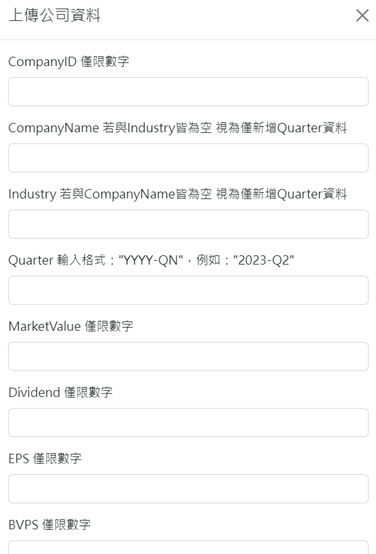 上傳公司資料
CompanyID 僅限數字
CompanyName 若與Industry皆為空 視為僅新增Quarter資料
Industry 若與CompanyName皆為空 視為僅新增Quarter資料
Quarter 輸入格式："YYYY-QN"，例如："2023-Q2"
MarketValue 僅限數字
Dividend 僅限數字
EPS 僅限數字
BVPS 僅限數字